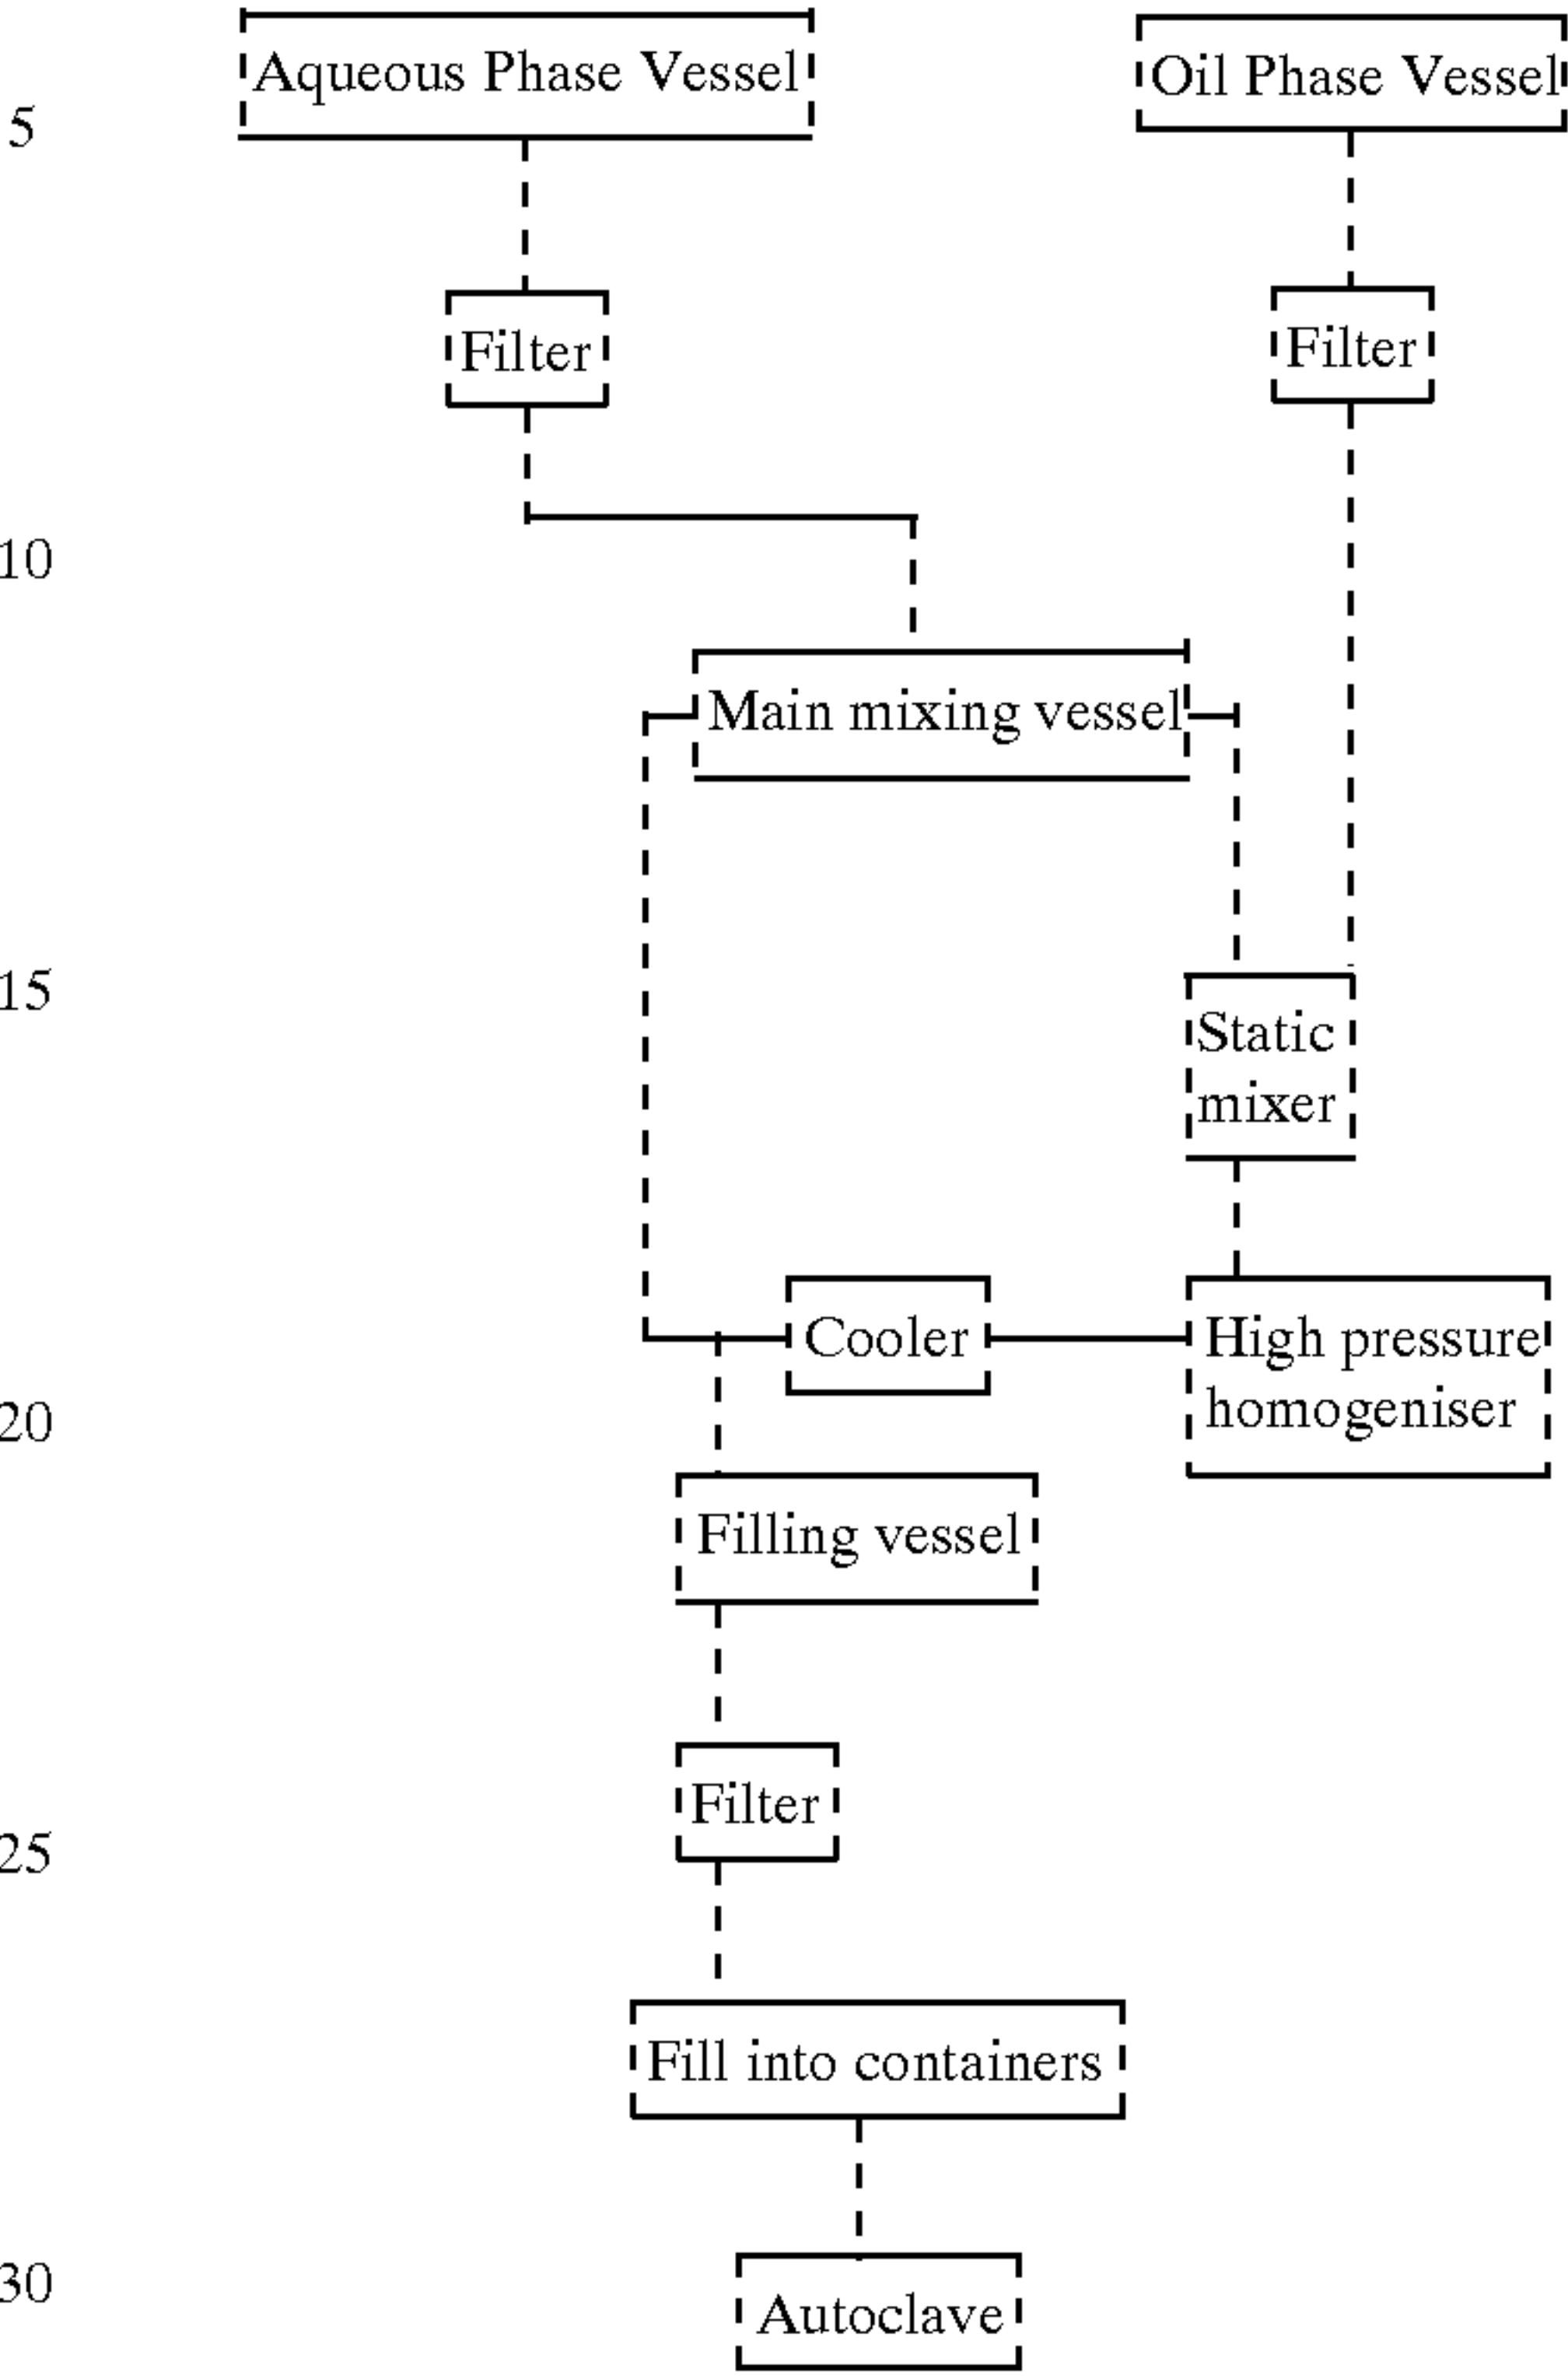 Aqueous Phase Vessel
Oil Phase Vessel
5
Filter
Filter
10
Main mixing vessel
15
Static
mixer
Cooler
High pressure
homogeniser
20
Filling vessel
Filter
25
Fill into containers
30
Autoclave